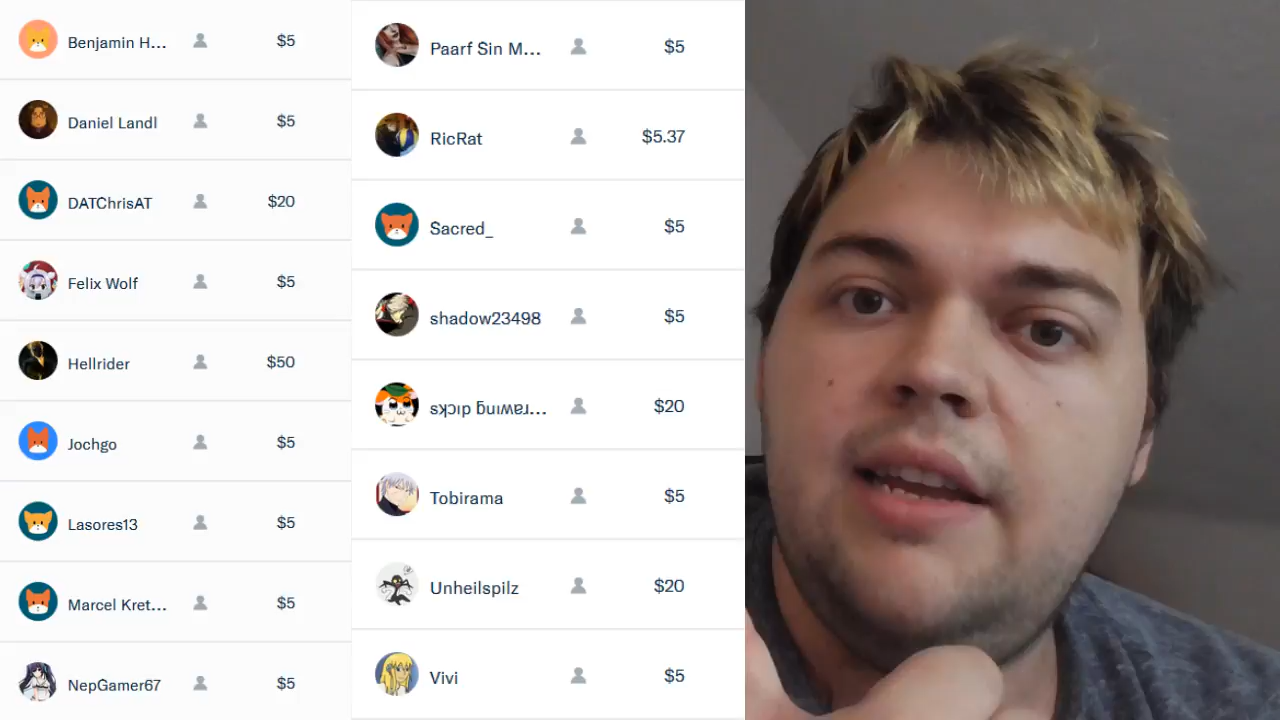 Benjamin H... $5
Daniel Landl $5
DATChrisAT $20
Felix Wolf $5
Hellrider $50
Jochgo $5
Lasores13 $5
Marcel Kret... $5
NepGamer67 $5
Paarf Sin M... $5
RicRat $5.37
Sacred_ $5
shadow23498 $5
sʞɔıp ƃuıʍɐɹ... $20
Tobirama $5
Unheilspilz $20
Vivi $5